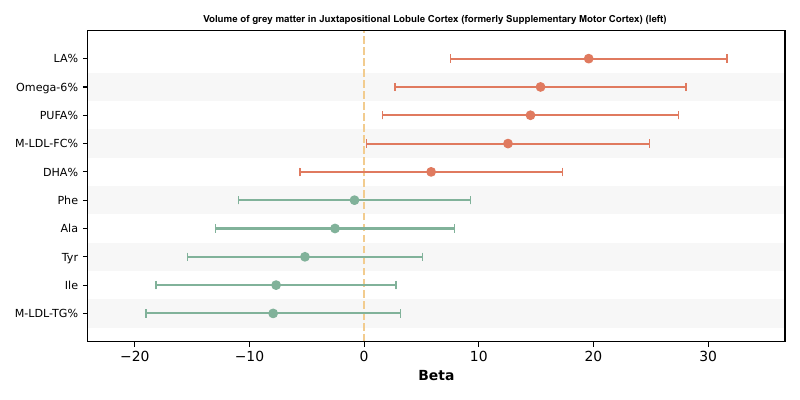 Volume of grey matter in Juxtapositional Lobule Cortex (formerly Supplementary Motor Cortex) (left)
LA%
Omega-6%
PUFA%
M-LDL-FC%
DHA%
Phe
Ala
Tyr
Ile
M-LDL-TG%
−20 −10 0 10 20 30
Beta